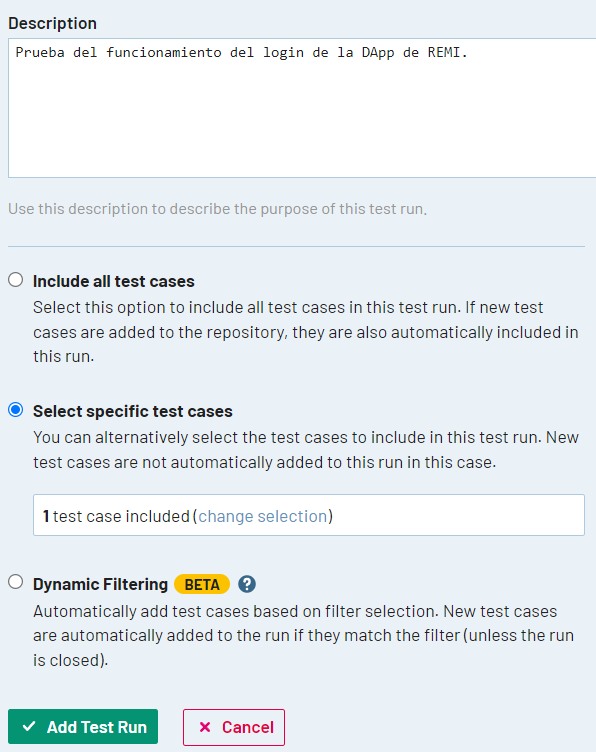 Description
Prueba del funcionamiento del login de la DApp de REMI.
Use this description to describe the purpose of this test run.
Include all test cases
Select this option to include all test cases in this test run. If new test
cases are added to the repository, they are also automatically included in
this run.
Select specific test cases
You can alternatively select the test cases to include in this test run. New
test cases are not automatically added to this run in this case.
1 test case included (change selection)
Dynamic Filtering BETA ?
Automatically add test cases based on filter selection. New test cases
are automatically added to the run if they match the filter (unless the run
is closed).
Add Test Run Cancel